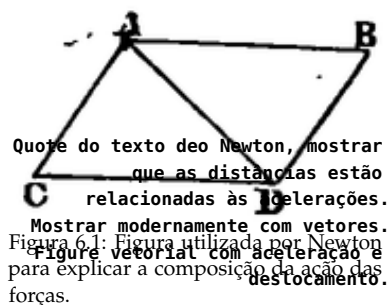 A
B
Quote do texto deo Newton, mostrar
que as distâncias estão
C
D
relacionadas às acelerações.
Mostrar modernamente com vetores.
Figura 6.1: Figura utilizada por Newton
Figure vetorial com aceleração e
para explicar a composição da ação das
deslocamento.
forças.